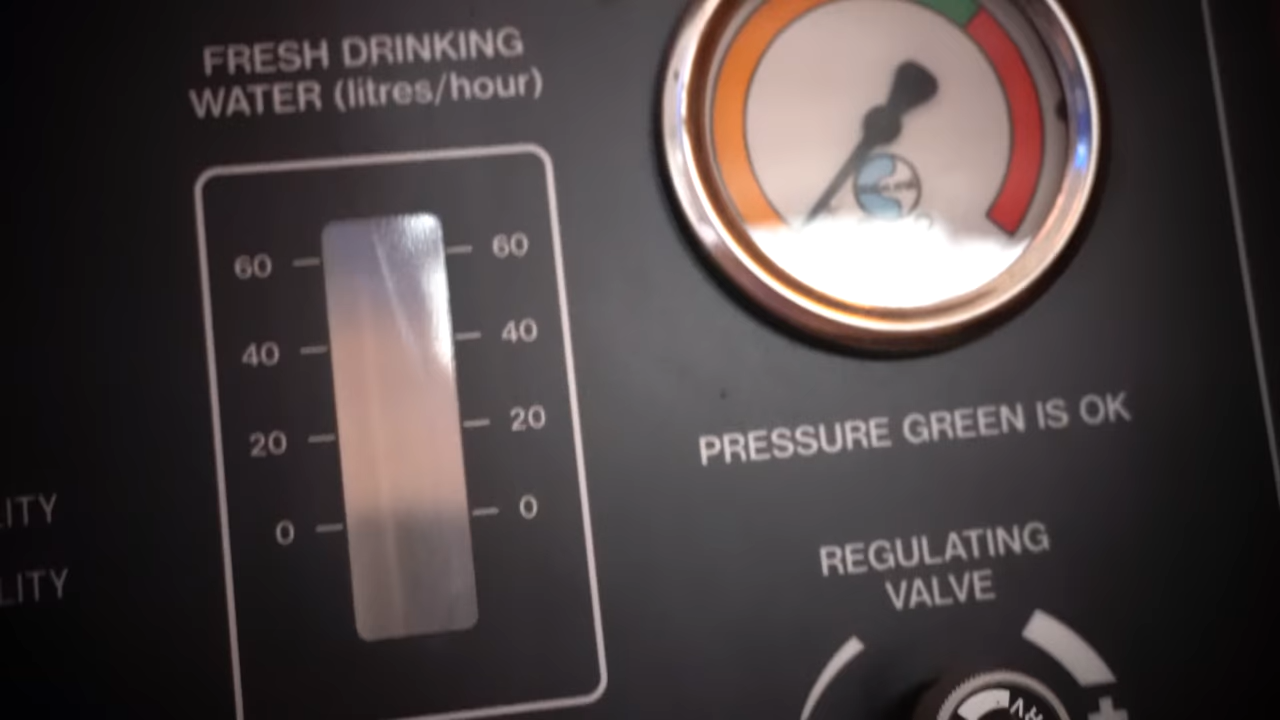 FRESH DRINKING
WATER (litres/hour)
60 60
40 40
20 20
0 0
PRESSURE GREEN IS OK
REGULATING
VALVE
+